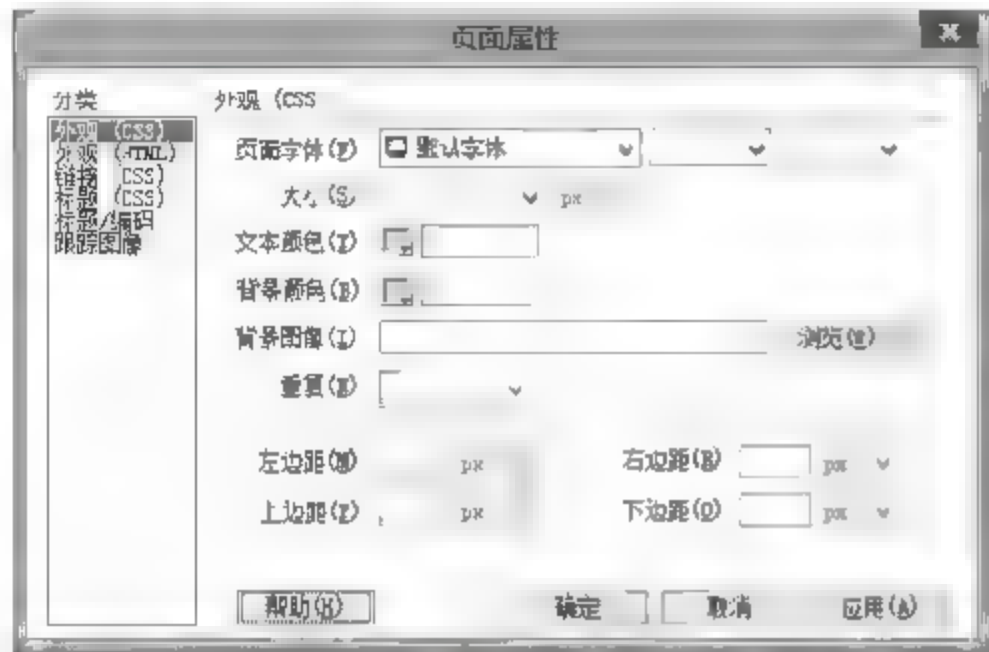 页面属性
分类
外观 (CSS)
外观 (HTML)
链接 (CSS)
标题 (CSS)
标题/编码
跟踪图像
外观 (CSS
页面字体(F) 默认字体
大小(S) px
文本颜色(T)
背景颜色(B)
背景图像(I) 浏览(W)
重复(E)
左边距(M) px 右边距(R) px
上边距(P) px 下边距(O) px
帮助(H) 确定 取消 应用(A)